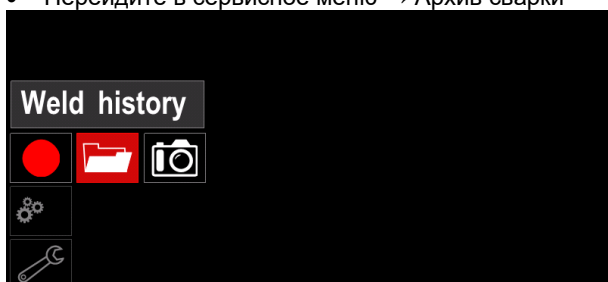 • Перейдите в сервисное меню → Архив сварки
Weld history